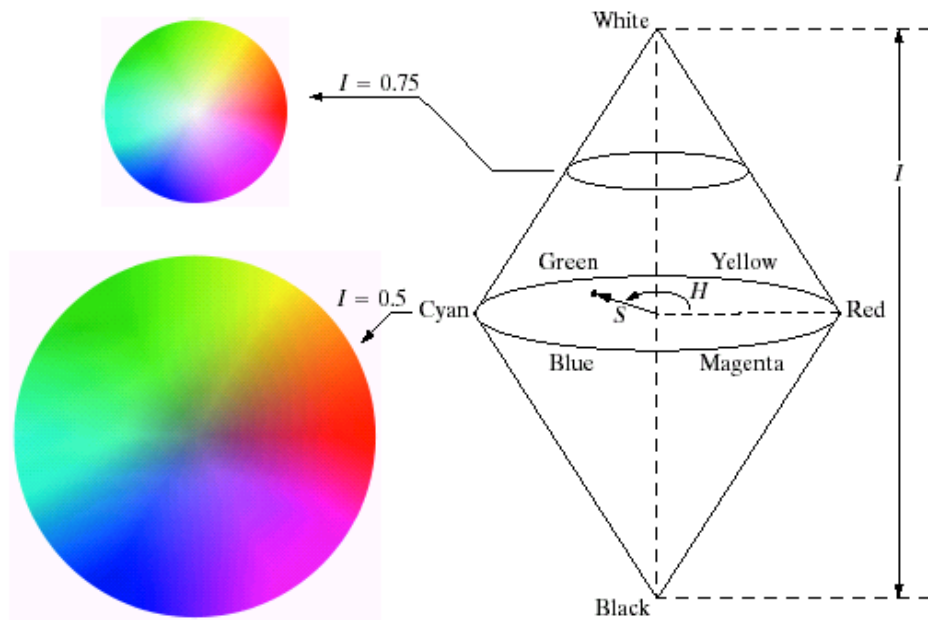 White
I = 0.75
I
Green Yellow
H
I = 0.5
Cyan S Red
Blue Magenta
Black